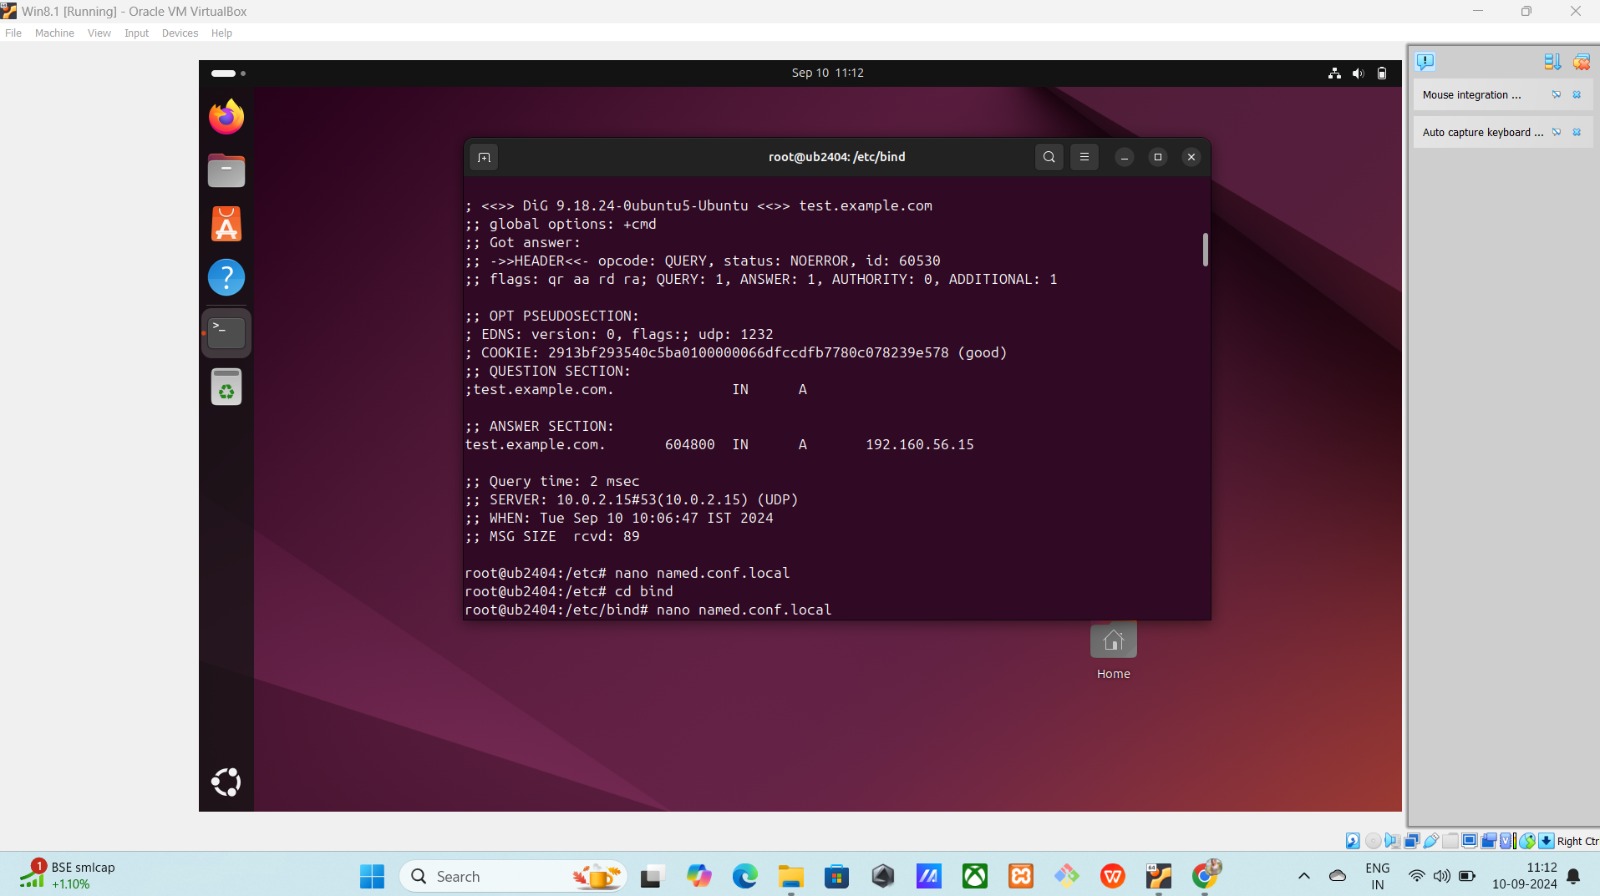 Win8.1 [Running] - Oracle VM VirtualBox
File Machine View Input Devices Help
Sep 10 11:12
Mouse integration ...
Auto capture keyboard ...
root@ub2404: /etc/bind
; <<>> DiG 9.18.24-0ubuntu5-Ubuntu <<>> test.example.com
;; global options: +cmd
;; Got answer:
;; ->>HEADER<<- opcode: QUERY, status: NOERROR, id: 60530
;; flags: qr aa rd ra; QUERY: 1, ANSWER: 1, AUTHORITY: 0, ADDITIONAL: 1
;; OPT PSEUDOSECTION:
; EDNS: version: 0, flags:; udp: 1232
; COOKIE: 2913bf293540c5ba0100000066dfccdfb7780c078239e578 (good)
;; QUESTION SECTION:
;test.example.com. IN A
;; ANSWER SECTION:
test.example.com. 604800 IN A 192.160.56.15
;; Query time: 2 msec
;; SERVER: 10.0.2.15#53(10.0.2.15) (UDP)
;; WHEN: Tue Sep 10 10:06:47 IST 2024
;; MSG SIZE rcvd: 89
root@ub2404:/etc# nano named.conf.local
root@ub2404:/etc# cd bind
root@ub2404:/etc/bind# nano named.conf.local
Home
Right Ctr
1
BSE smlcap
+1.10%
Search
ENG
IN
11:12
10-09-2024